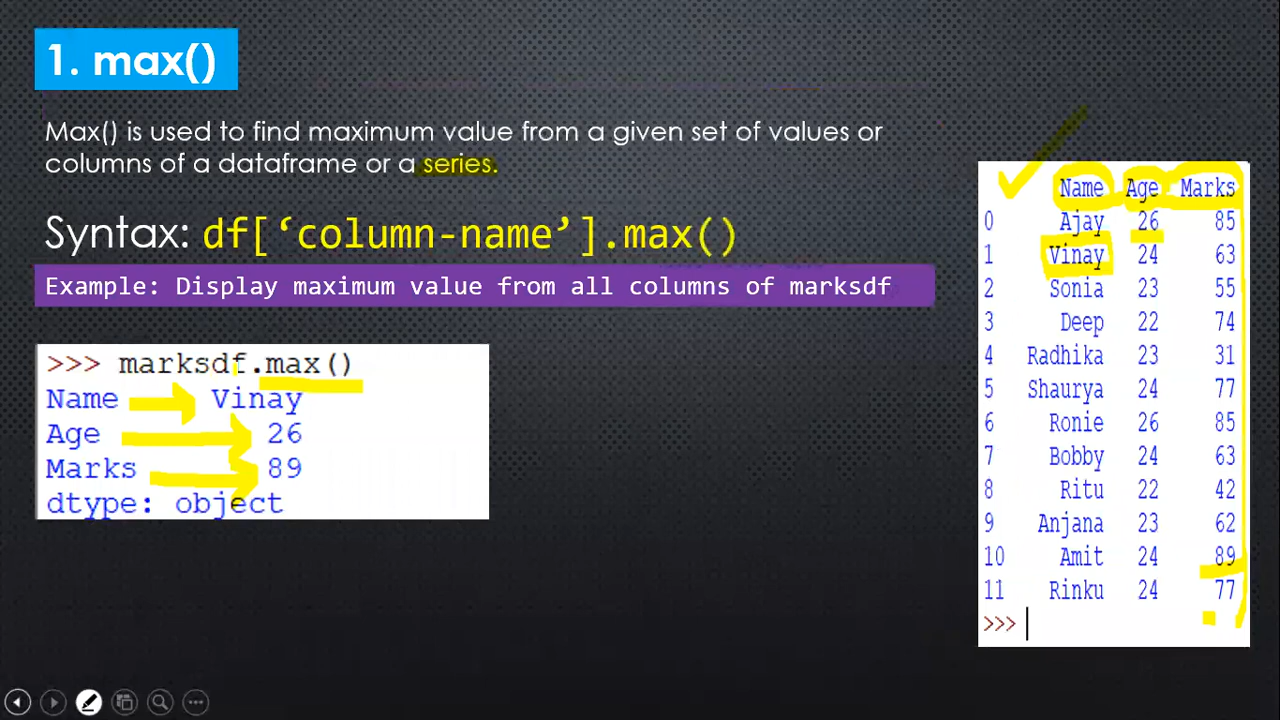 1. max()
Max() is used to find maximum value from a given set of values or
columns of a dataframe or a series.
Syntax: df[‘column-name’].max()
Example: Display maximum value from all columns of marksdf
>>> marksdf.max()
Name Vinay
Age 26
Marks 89
dtype: object
Name Age Marks
0 Ajay 26 85
1 Vinay 24 63
2 Sonia 23 55
3 Deep 22 74
4 Radhika 23 31
5 Shaurya 24 77
6 Ronie 26 85
7 Bobby 24 63
8 Ritu 22 42
9 Anjana 23 62
10 Amit 24 89
11 Rinku 24 77
>>>